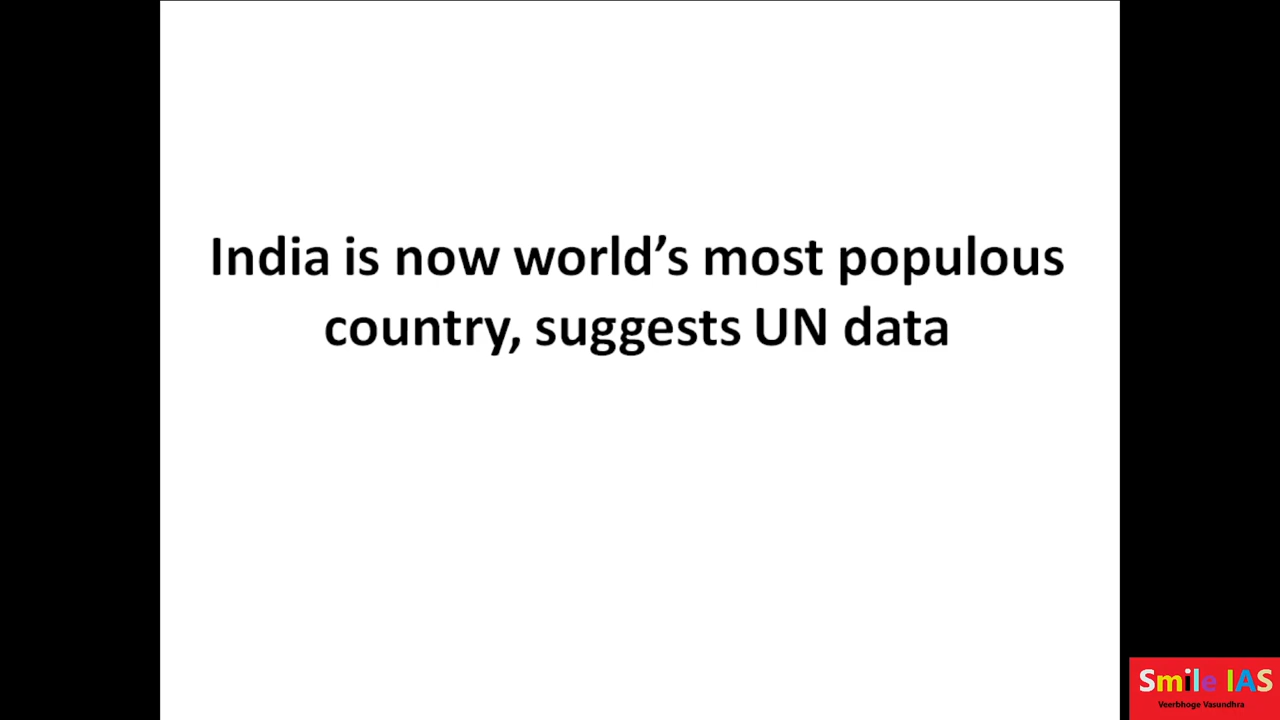 India is now world’s most populous
country, suggests UN data
Smile IAS
Veerbhoge Vasundhra